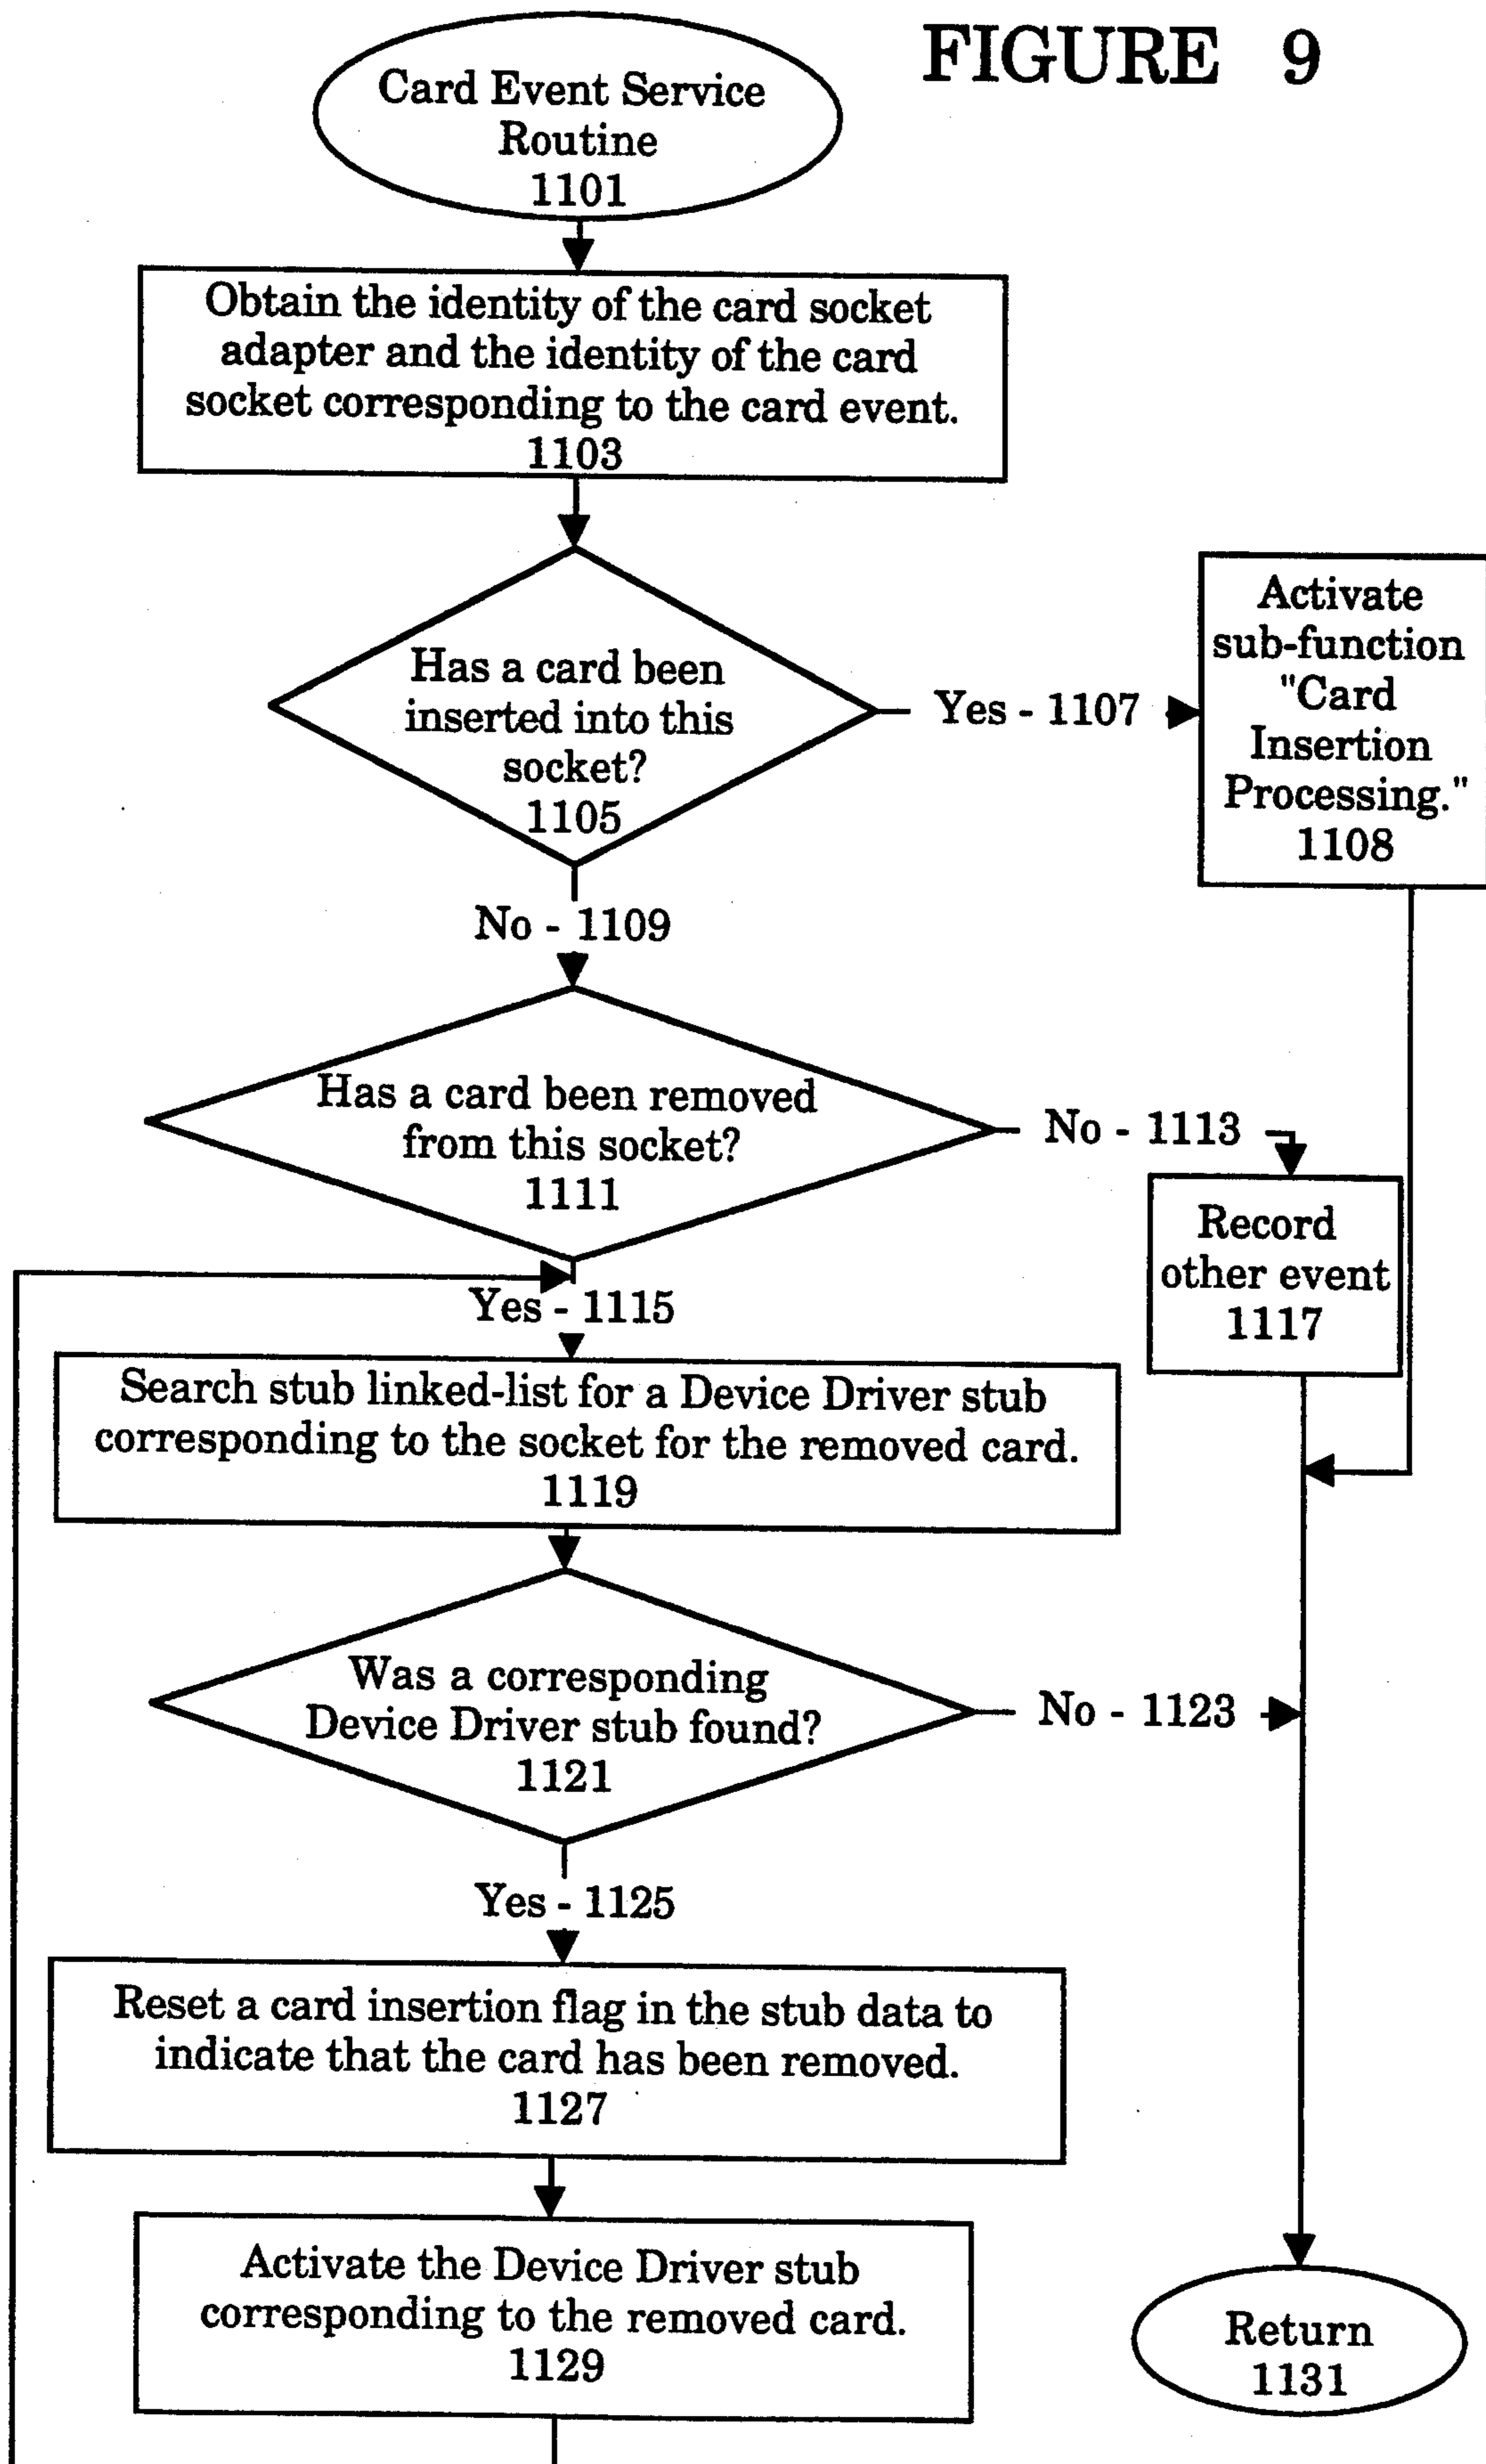 FIGURE 9
Card Event Service
Routine
1101
Obtain the identity of the card socket
adapter and the identity of the card
socket corresponding to the card event.
1103
Has a card been
inserted into this
socket?
1105
Yes - 1107
Activate
sub-function
"Card
Insertion
Processing."
1108
No - 1109
Has a card been removed
from this socket?
1111
No - 1113
Record
other event
1117
Yes - 1115
Search stub linked-list for a Device Driver stub
corresponding to the socket for the removed card.
1119
Was a corresponding
Device Driver stub found?
1121
No - 1123
Yes - 1125
Reset a card insertion flag in the stub data to
indicate that the card has been removed.
1127
Activate the Device Driver stub
corresponding to the removed card.
1129
Return
1131